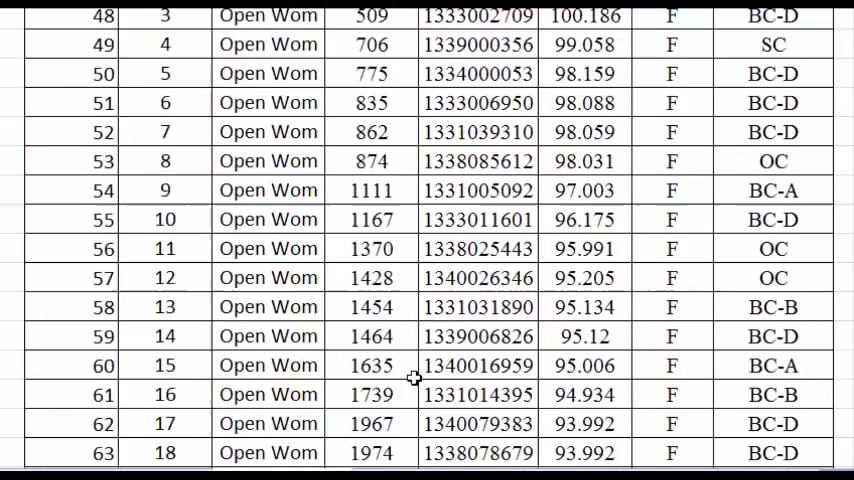 48 3 Open Wom 509 1333002709 100.186 F BC-D
49 4 Open Wom 706 1339000356 99.058 F SC
50 5 Open Wom 775 1334000053 98.159 F BC-D
51 6 Open Wom 835 1333006950 98.088 F BC-D
52 7 Open Wom 862 1331039310 98.059 F BC-D
53 8 Open Wom 874 1338085612 98.031 F OC
54 9 Open Wom 1111 1331005092 97.003 F BC-A
55 10 Open Wom 1167 1333011601 96.175 F BC-D
56 11 Open Wom 1370 1338025443 95.991 F OC
57 12 Open Wom 1428 1340026346 95.205 F OC
58 13 Open Wom 1454 1331031890 95.134 F BC-B
59 14 Open Wom 1464 1339006826 95.12 F BC-D
60 15 Open Wom 1635 1340016959 95.006 F BC-A
61 16 Open Wom 1739 1331014395 94.934 F BC-B
62 17 Open Wom 1967 1340079383 93.992 F BC-D
63 18 Open Wom 1974 1338078679 93.992 F BC-D